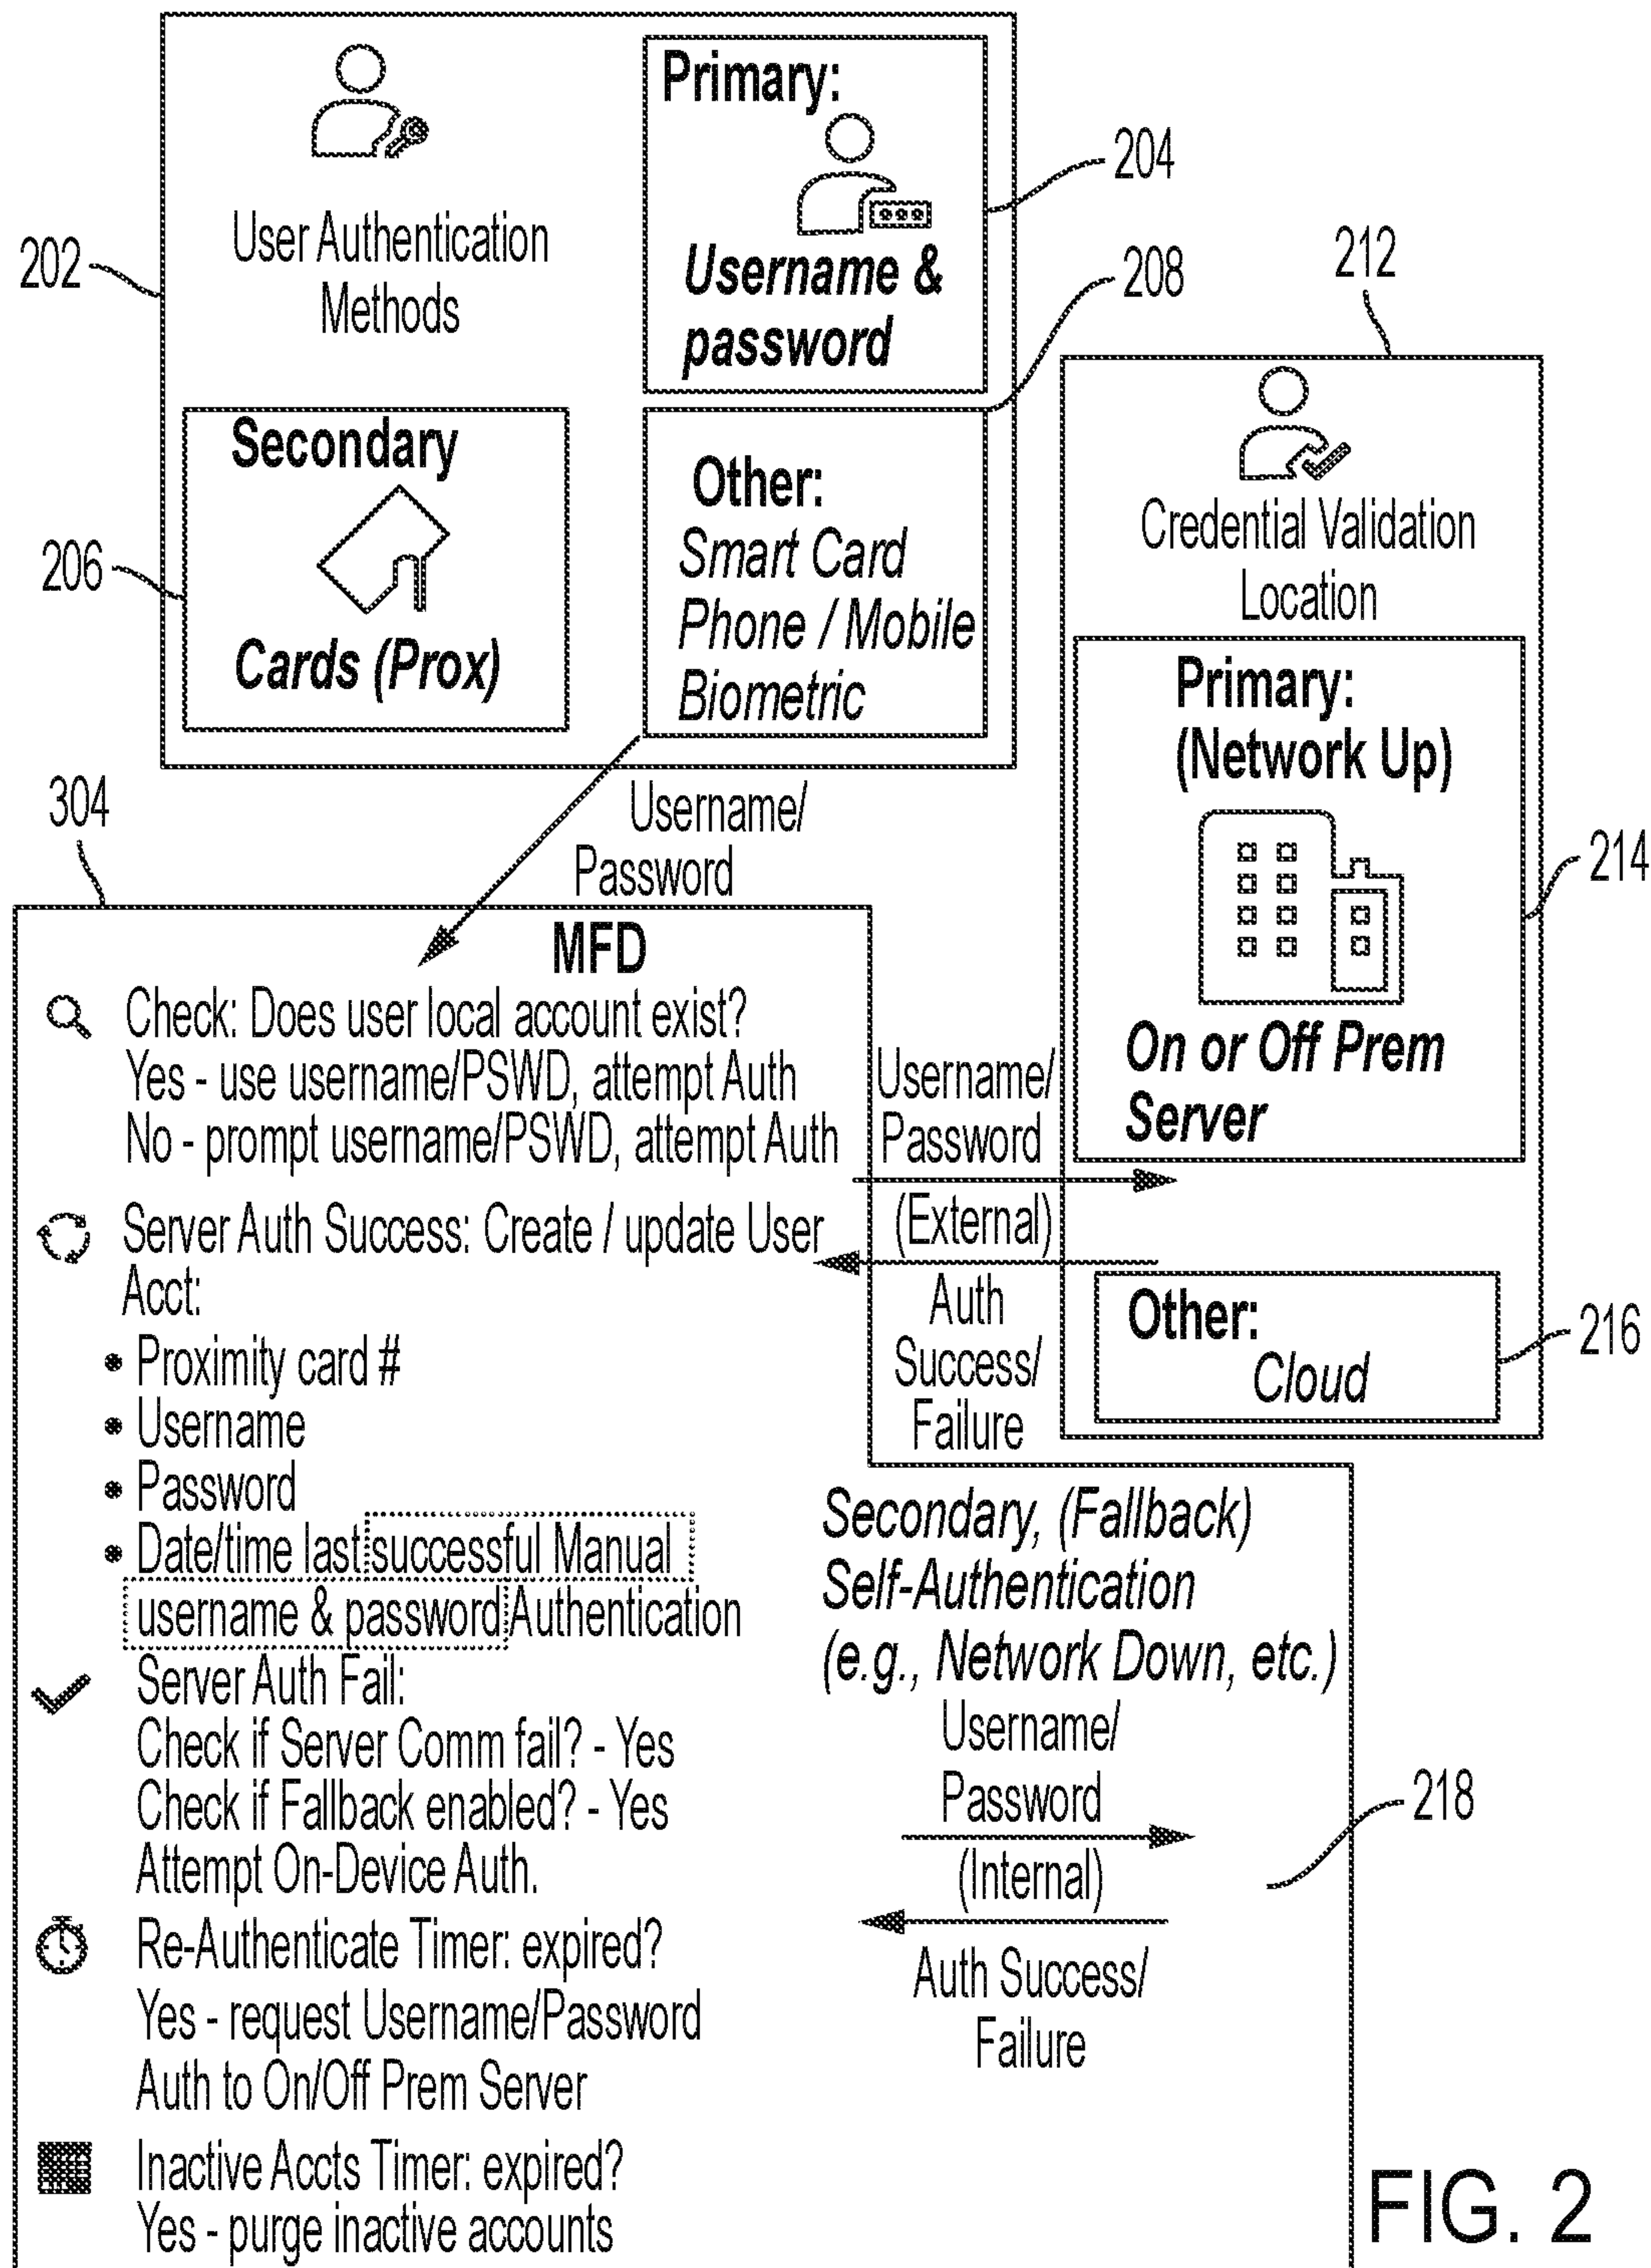 User Authentication
Methods
202
Primary:
Username &
password
204
Secondary
Cards (Prox)
206
Other:
Smart Card
Phone / Mobile
Biometric
208
212
Credential Validation
Location
Primary:
(Network Up)
On or Off Prem
Server
214
Other:
Cloud
216
Username/
Password
304
MFD
Check: Does user local account exist?
Yes - use username/PSWD, attempt Auth
No - prompt username/PSWD, attempt Auth
Username/
Password
(External)
Auth
Success/
Failure
Server Auth Success: Create / update User
Acct:
• Proximity card #
• Username
• Password
• Date/time last successful Manual
username & password Authentication
Server Auth Fail:
Check if Server Comm fail? - Yes
Check if Fallback enabled? - Yes
Attempt On-Device Auth.
Re-Authenticate Timer: expired?
Yes - request Username/Password
Auth to On/Off Prem Server
Inactive Accts Timer: expired?
Yes - purge inactive accounts
Secondary, (Fallback)
Self-Authentication
(e.g., Network Down, etc.)
Username/
Password
(Internal)
Auth Success/
Failure
218
FIG. 2